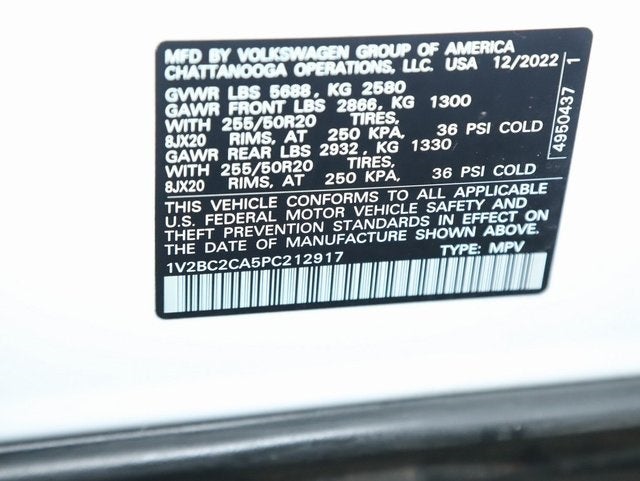 MFD BY VOLKSWAGEN GROUP OF AMERICA
CHATTANOOGA OPERATIONS, LLC. USA 12/2022
GVWR LBS 5688, KG 2580
GAWR FRONT LBS 2866, KG 1300
WITH 255/50R20 TIRES,
8JX20 RIMS, AT 250 KPA, 36 PSI COLD
GAWR REAR LBS 2932, KG 1330
WITH 255/50R20 TIRES,
8JX20 RIMS, AT 250 KPA, 36 PSI COLD
THIS VEHICLE CONFORMS TO ALL APPLICABLE
U.S. FEDERAL MOTOR VEHICLE SAFETY AND
THEFT PREVENTION STANDARDS IN EFFECT ON
THE DATE OF MANUFACTURE SHOWN ABOVE.
1V2BC2CA5PC212917 TYPE: MPV
4950437 1